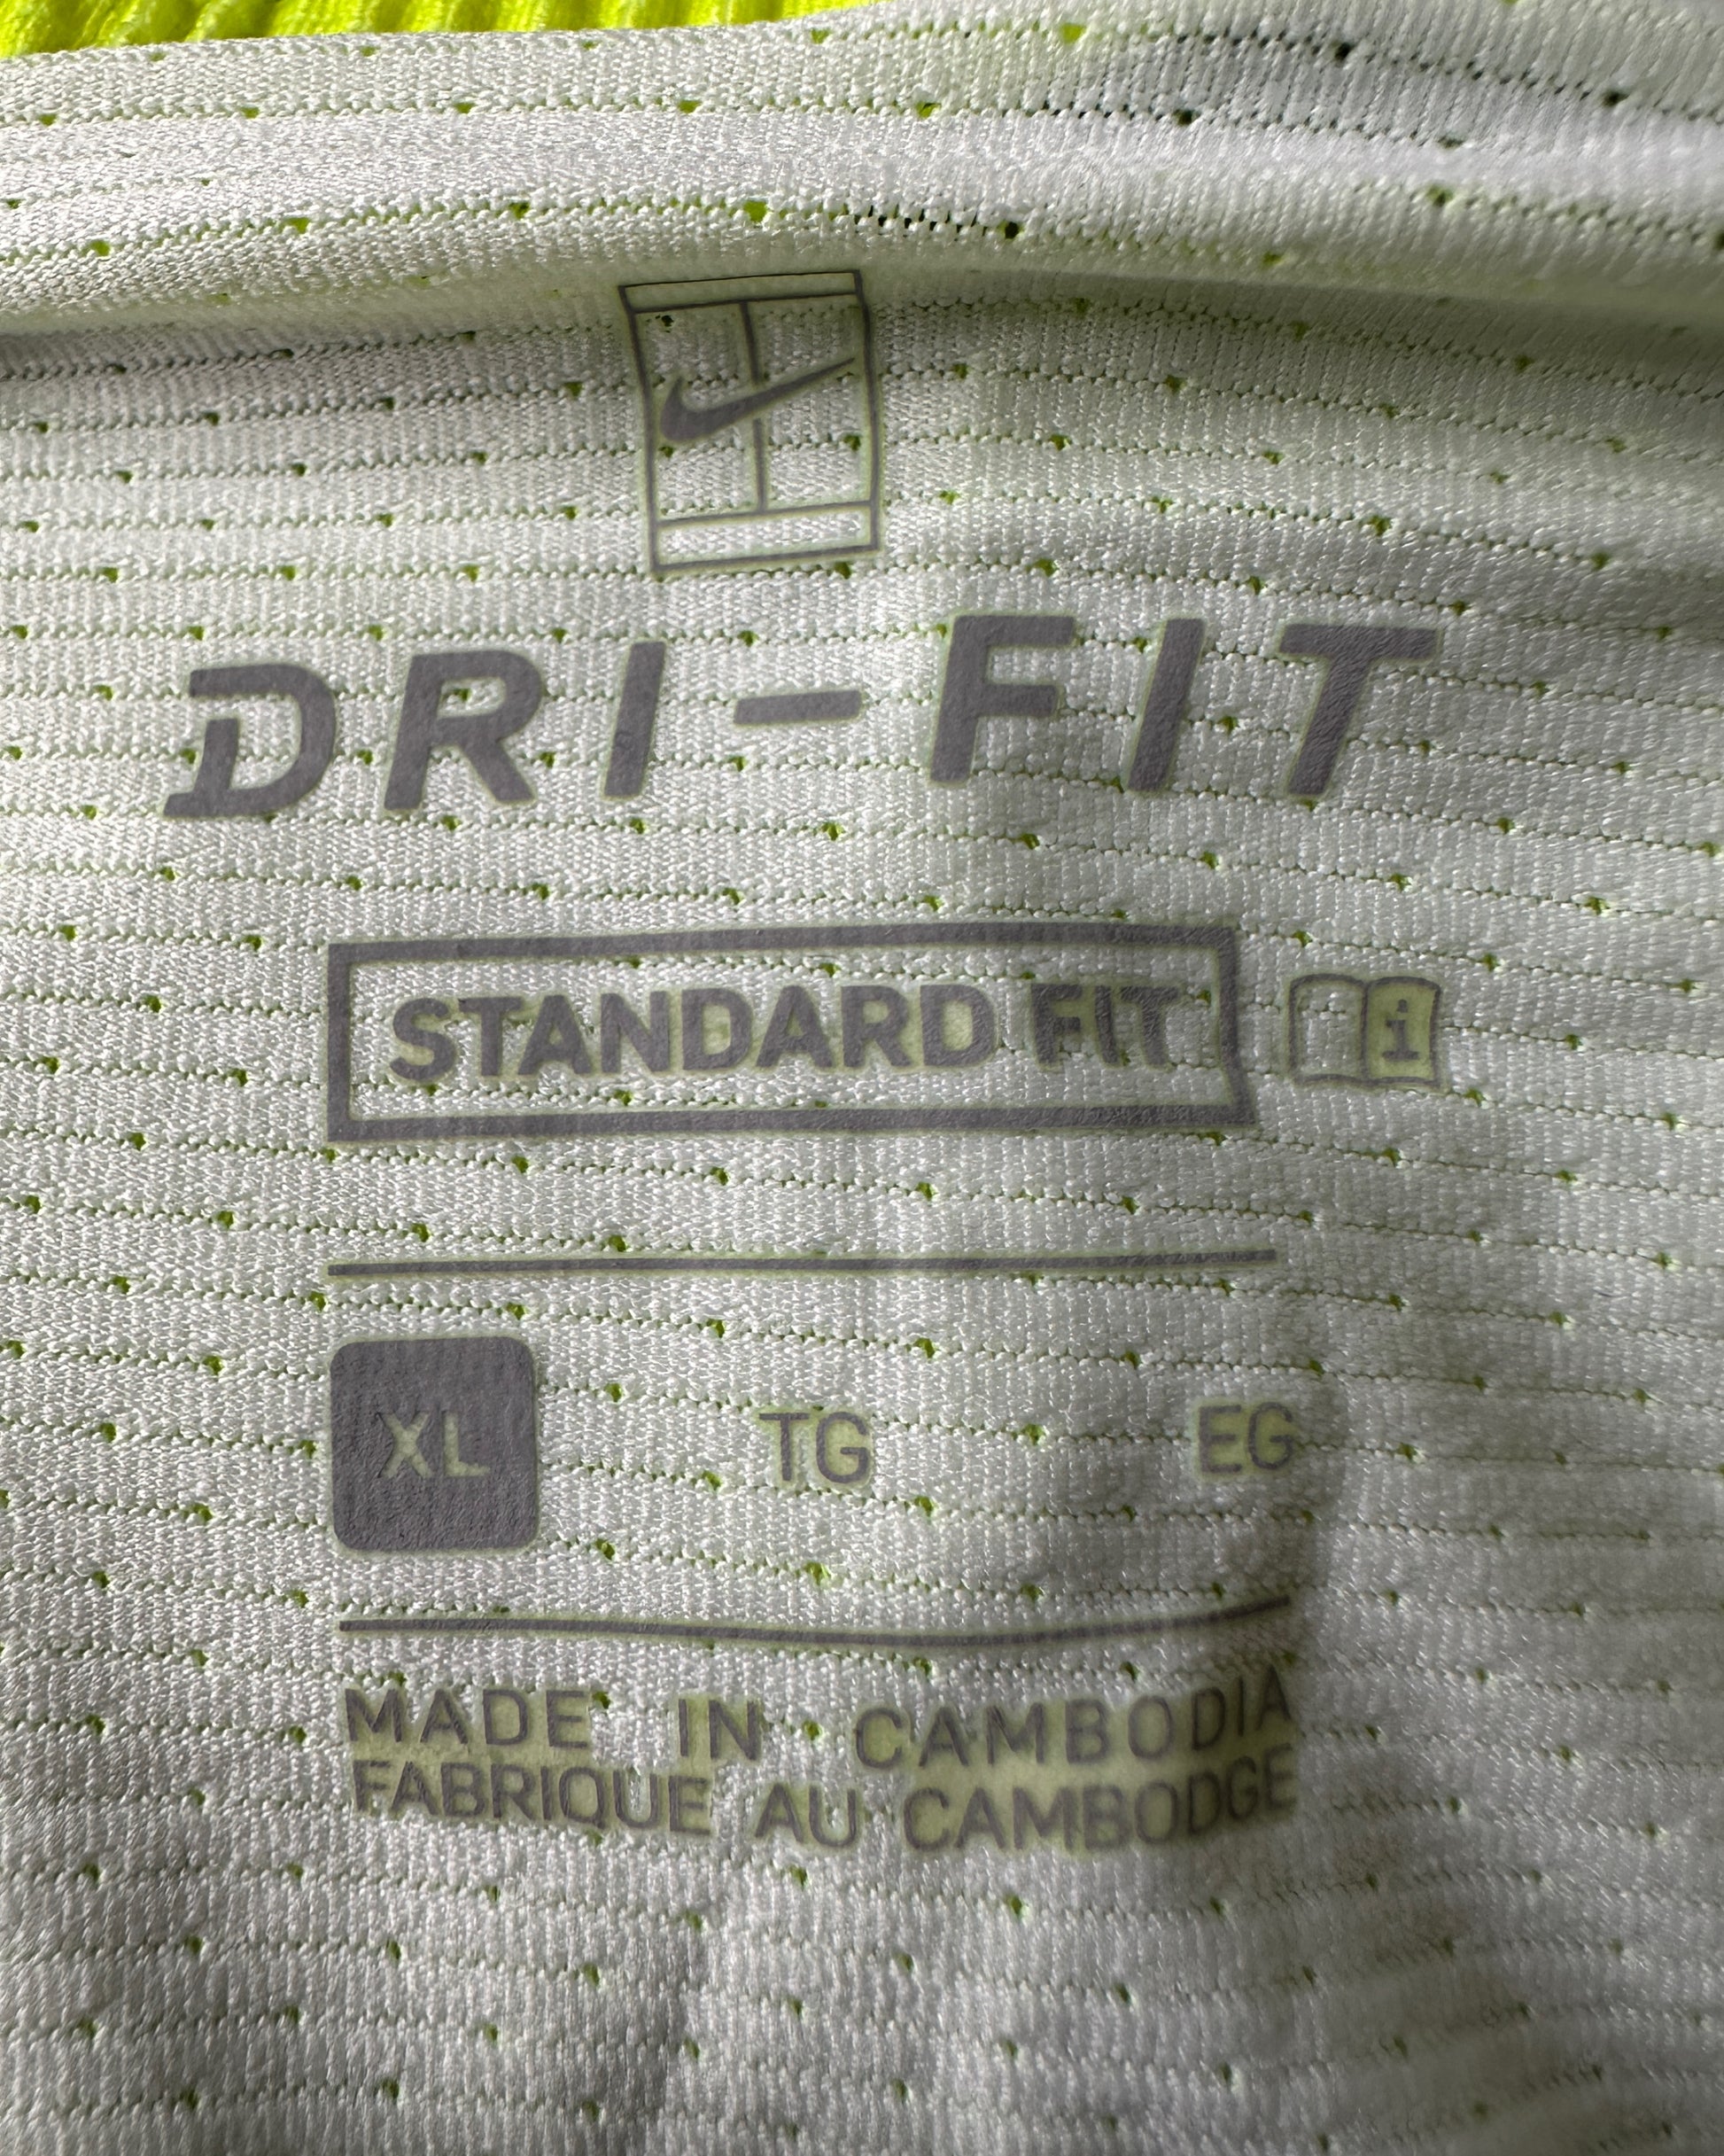 DRI-FIT
STANDARD FIT i
XL TG EG
MADE IN CAMBODIA
FABRIQUE AU CAMBODGE